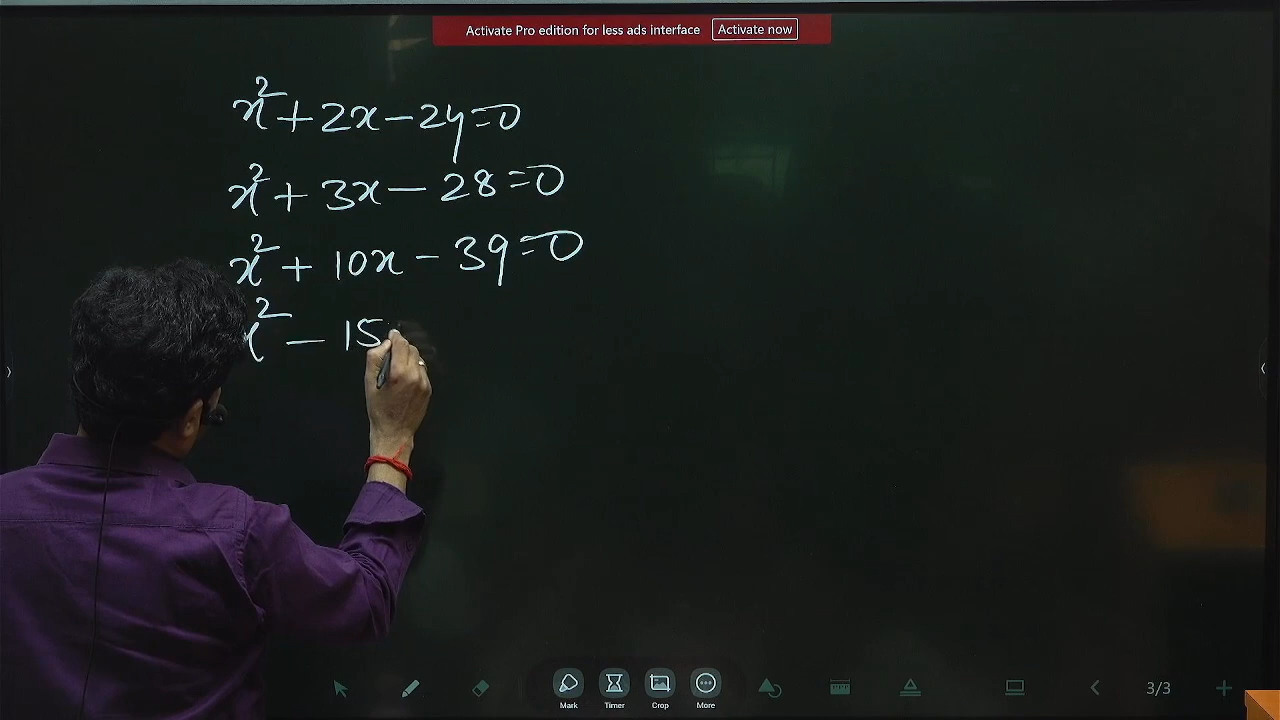 Activate Pro edition for less ads interface Activate now
x² + 2x - 24 = 0
x² + 3x - 28 = 0
x² + 10x - 39 = 0
x² - 15
Mark Timer Crop More
3/3